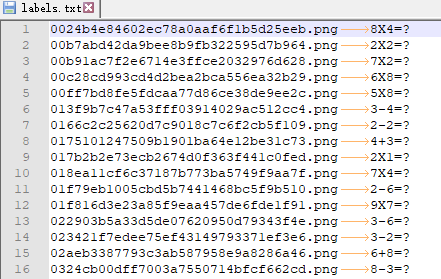 labels.txt
1 0024b4e84602ec78a0aaf6f1b5d25eeb.png→8X4=?
2 00b7abd42da9bee8b9fb322595d7b964.png→2X2=?
3 00b91ac7f2e6714e3ffce2032976d628.png→7X2=?
4 00c28cd993cd4d2bea2bca556ea32b29.png→6X8=?
5 00ff7bd8fe5fdcaa77d86ce38de9ee2c.png→5X8=?
6 013f9b7c47a53fff03914029ac512cc4.png→3-4=?
7 0166c2c25620d7c9018c7c6f2cb5f109.png→2-2=?
8 0175101247509b1901ba64e12be31c73.png→4+3=?
9 017b2b2e73ecb2674d0f363f441c0fed.png→2X1=?
10 018ea11cf6c37187b773ba5749f9aa7f.png→7X4=?
11 01f79eb1005cbd5b7441468bc5f9b510.png→2-6=?
12 01f816d3e23a85f9eaa457de6fde1f91.png→9X7=?
13 022903b5a33d5de07620950d79343f4e.png→3-6=?
14 023421f7edee75ef43149793371ef3e6.png→3-2=?
15 02aeb3387793c3ab587958e9a8286a46.png→6+8=?
16 0324cb00dff7003a7550714bfcf662cd.png→8-3=?